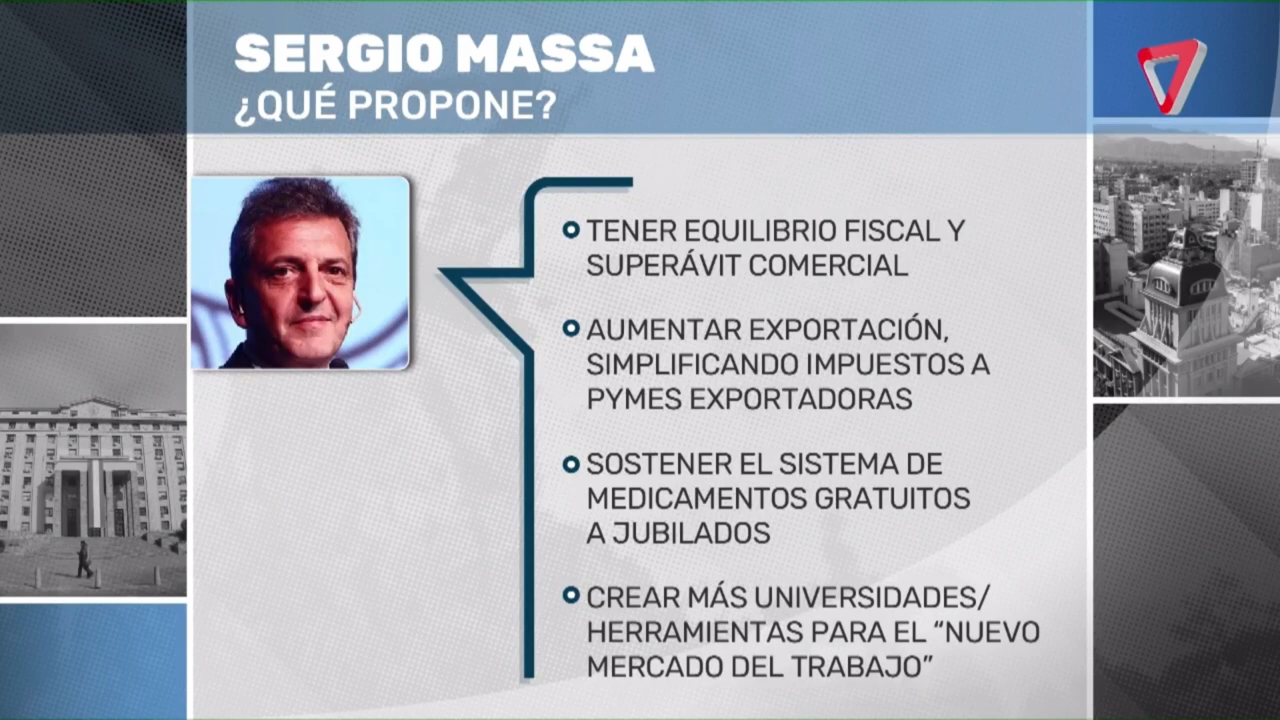 SERGIO MASSA
¿QUÉ PROPONE?
TENER EQUILIBRIO FISCAL Y
SUPERÁVIT COMERCIAL
AUMENTAR EXPORTACIÓN,
SIMPLIFICANDO IMPUESTOS A
PYMES EXPORTADORAS
SOSTENER EL SISTEMA DE
MEDICAMENTOS GRATUITOS
A JUBILADOS
CREAR MÁS UNIVERSIDADES/
HERRAMIENTAS PARA EL “NUEVO
MERCADO DEL TRABAJO”